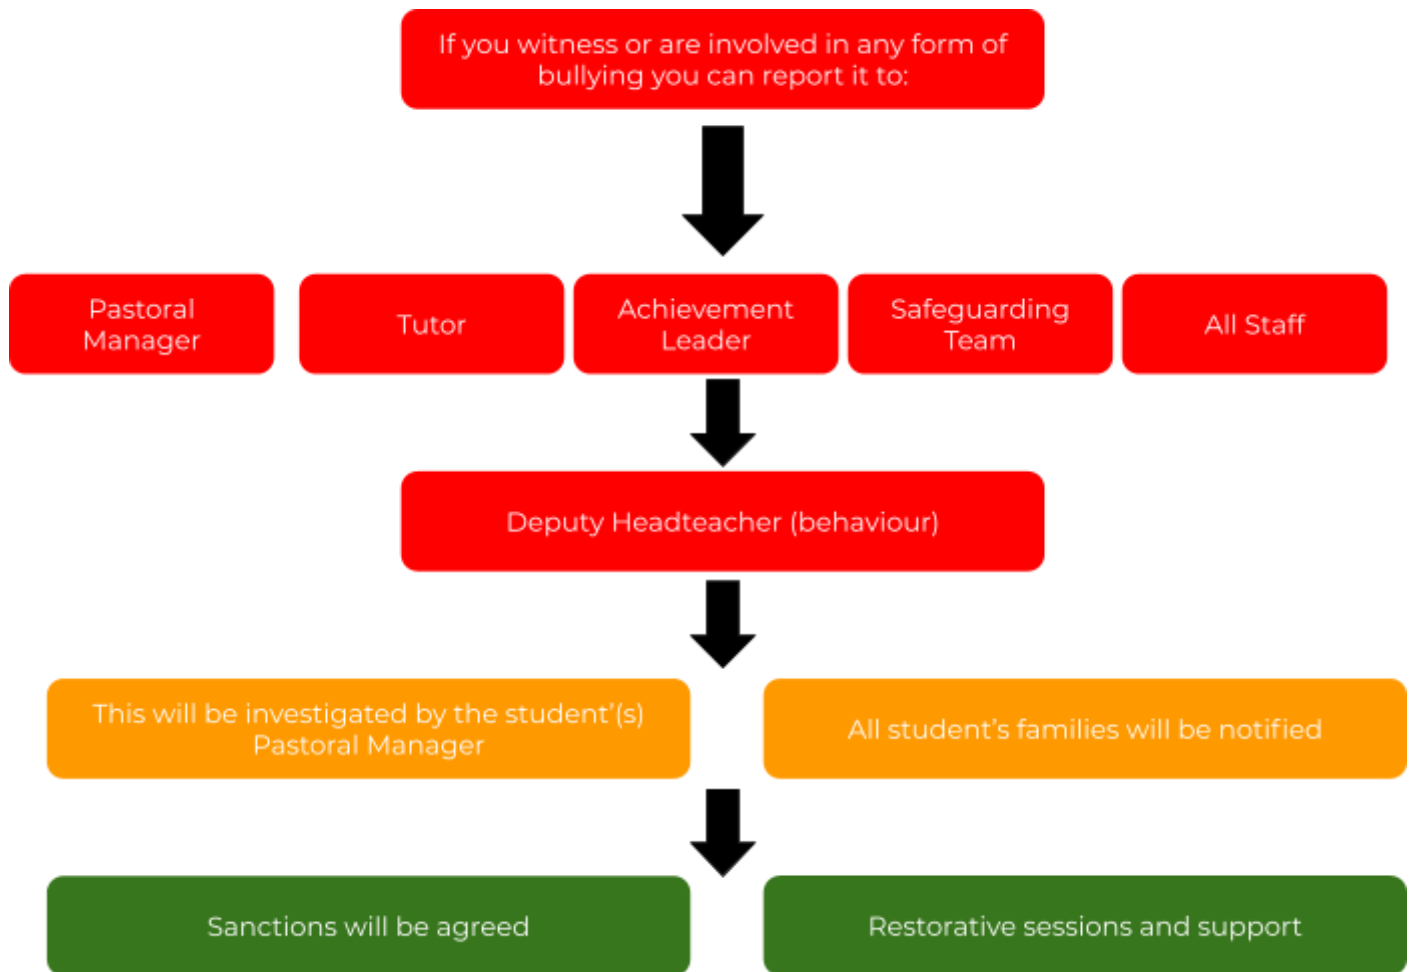 If you witness or are involved in any form of
bullying you can report it to:
Pastoral
Manager
Tutor
Achievement
Leader
Safeguarding
Team
All Staff
Deputy Headteacher (behaviour)
This will be investigated by the student'(s)
Pastoral Manager
All student's families will be notified
Sanctions will be agreed
Restorative sessions and support